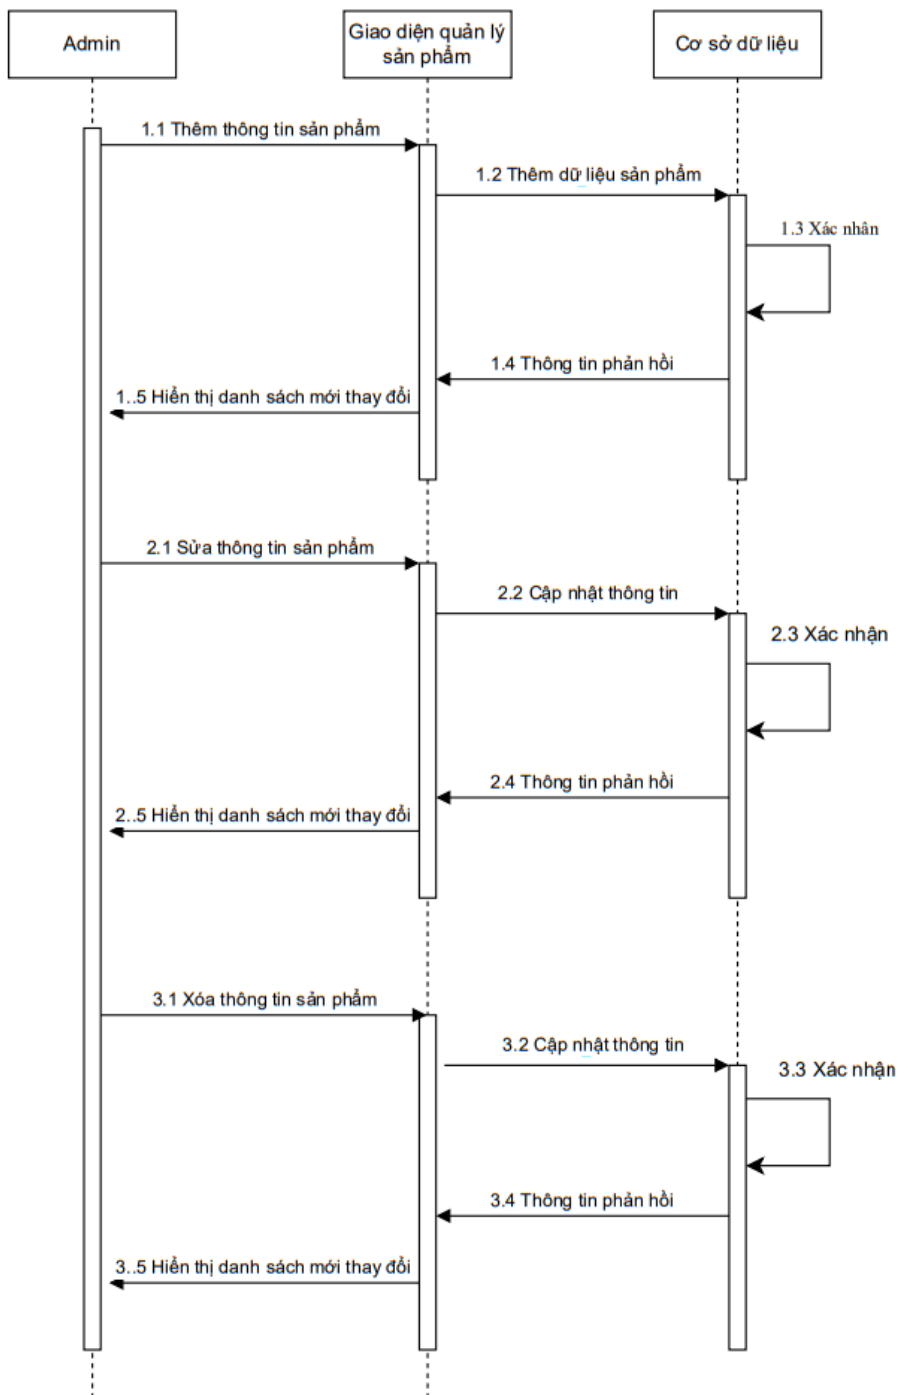 Admin
Giao diện quản lý
sản phẩm
Cơ sở dữ liệu
1.1 Thêm thông tin sản phẩm
1.2 Thêm dữ liệu sản phẩm
1.3 Xác nhân
1.4 Thông tin phản hồi
1..5 Hiển thị danh sách mới thay đổi
2.1 Sửa thông tin sản phẩm
2.2 Cập nhật thông tin
2.3 Xác nhận
2.4 Thông tin phản hồi
2..5 Hiển thị danh sách mới thay đổi
3.1 Xóa thông tin sản phẩm
3.2 Cập nhật thông tin
3.3 Xác nhận
3.4 Thông tin phản hồi
3..5 Hiển thị danh sách mới thay đổi